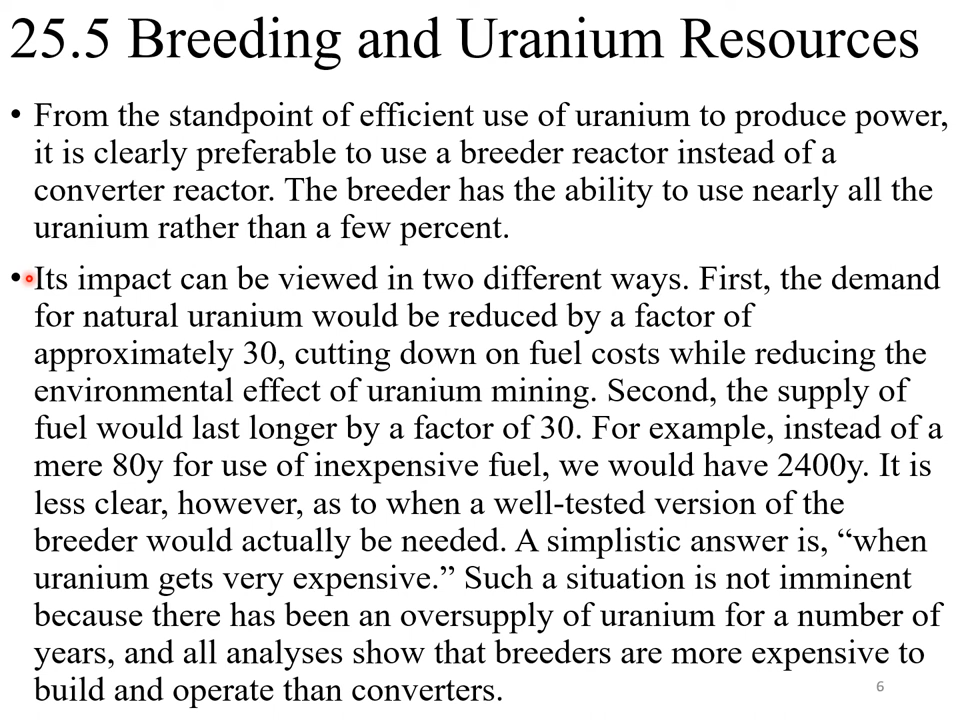 25.5 Breeding and Uranium Resources
• From the standpoint of efficient use of uranium to produce power,
it is clearly preferable to use a breeder reactor instead of a
converter reactor. The breeder has the ability to use nearly all the
uranium rather than a few percent.
• Its impact can be viewed in two different ways. First, the demand
for natural uranium would be reduced by a factor of
approximately 30, cutting down on fuel costs while reducing the
environmental effect of uranium mining. Second, the supply of
fuel would last longer by a factor of 30. For example, instead of a
mere 80y for use of inexpensive fuel, we would have 2400y. It is
less clear, however, as to when a well-tested version of the
breeder would actually be needed. A simplistic answer is, “when
uranium gets very expensive.” Such a situation is not imminent
because there has been an oversupply of uranium for a number of
years, and all analyses show that breeders are more expensive to
build and operate than converters.
6